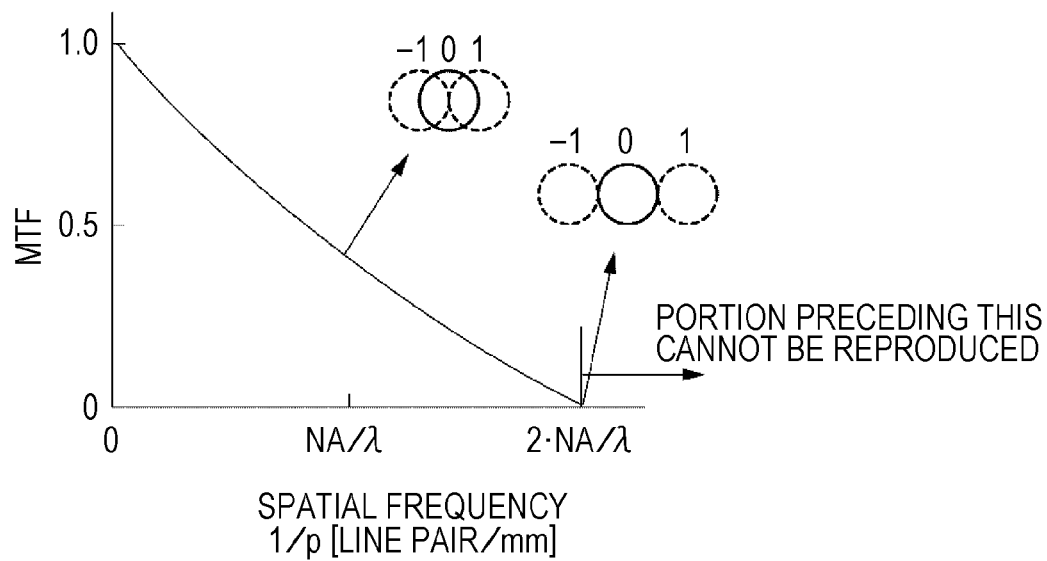 1.0
-1 0 1
-1 0 1
0.5
MTF
PORTION PRECEDING THIS
CANNOT BE REPRODUCED
0
0 NA/λ 2·NA/λ
SPATIAL FREQUENCY
1/p [LINE PAIR/mm]